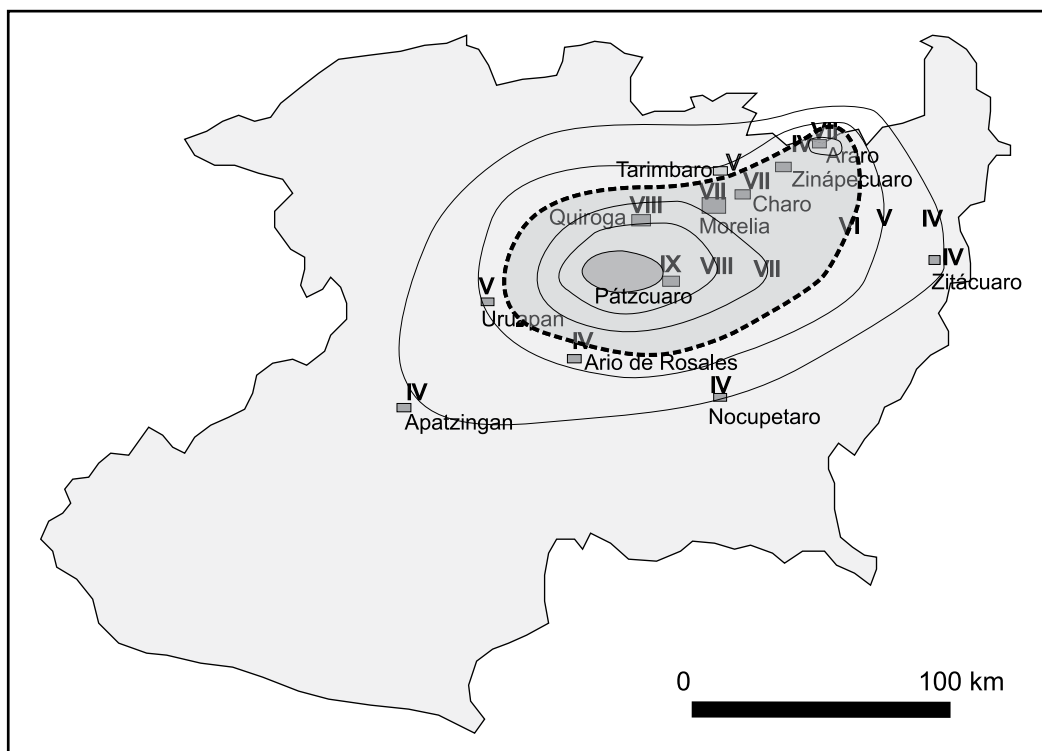 VII
IV
Araro
V
Tarimbaro
Zinápecuaro
VII
VII
Charo
VIII
Quiroga
Morelia
VI
V
IV
IX
VIII
VII
IV
Pátzcuaro
Zitácuaro
V
Uruapan
IV
Ario de Rosales
IV
Apatzingan
IV
Nocupetaro
0
100 km